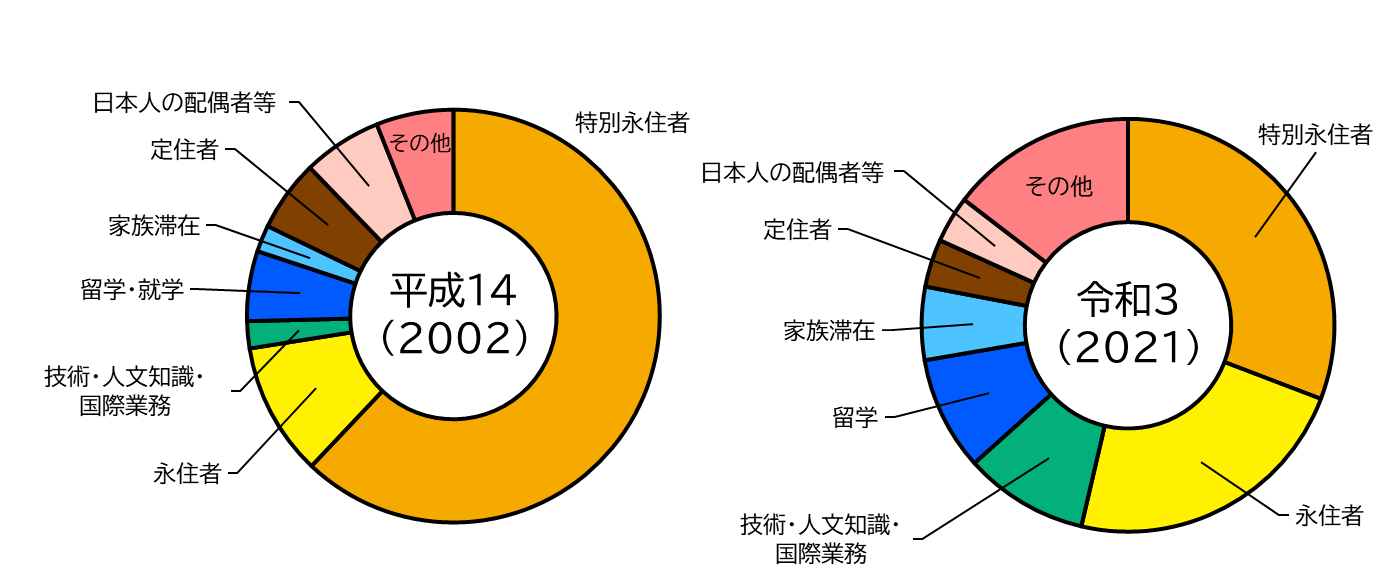 日本人の配偶者等
定住者
家族滞在
留学・就学
技術・人文知識・
国際業務
永住者
その他
特別永住者
平成14
（2002）
特別永住者
日本人の配偶者等
定住者
家族滞在
留学
技術・人文知識・
国際業務
永住者
その他
令和3
（2021）